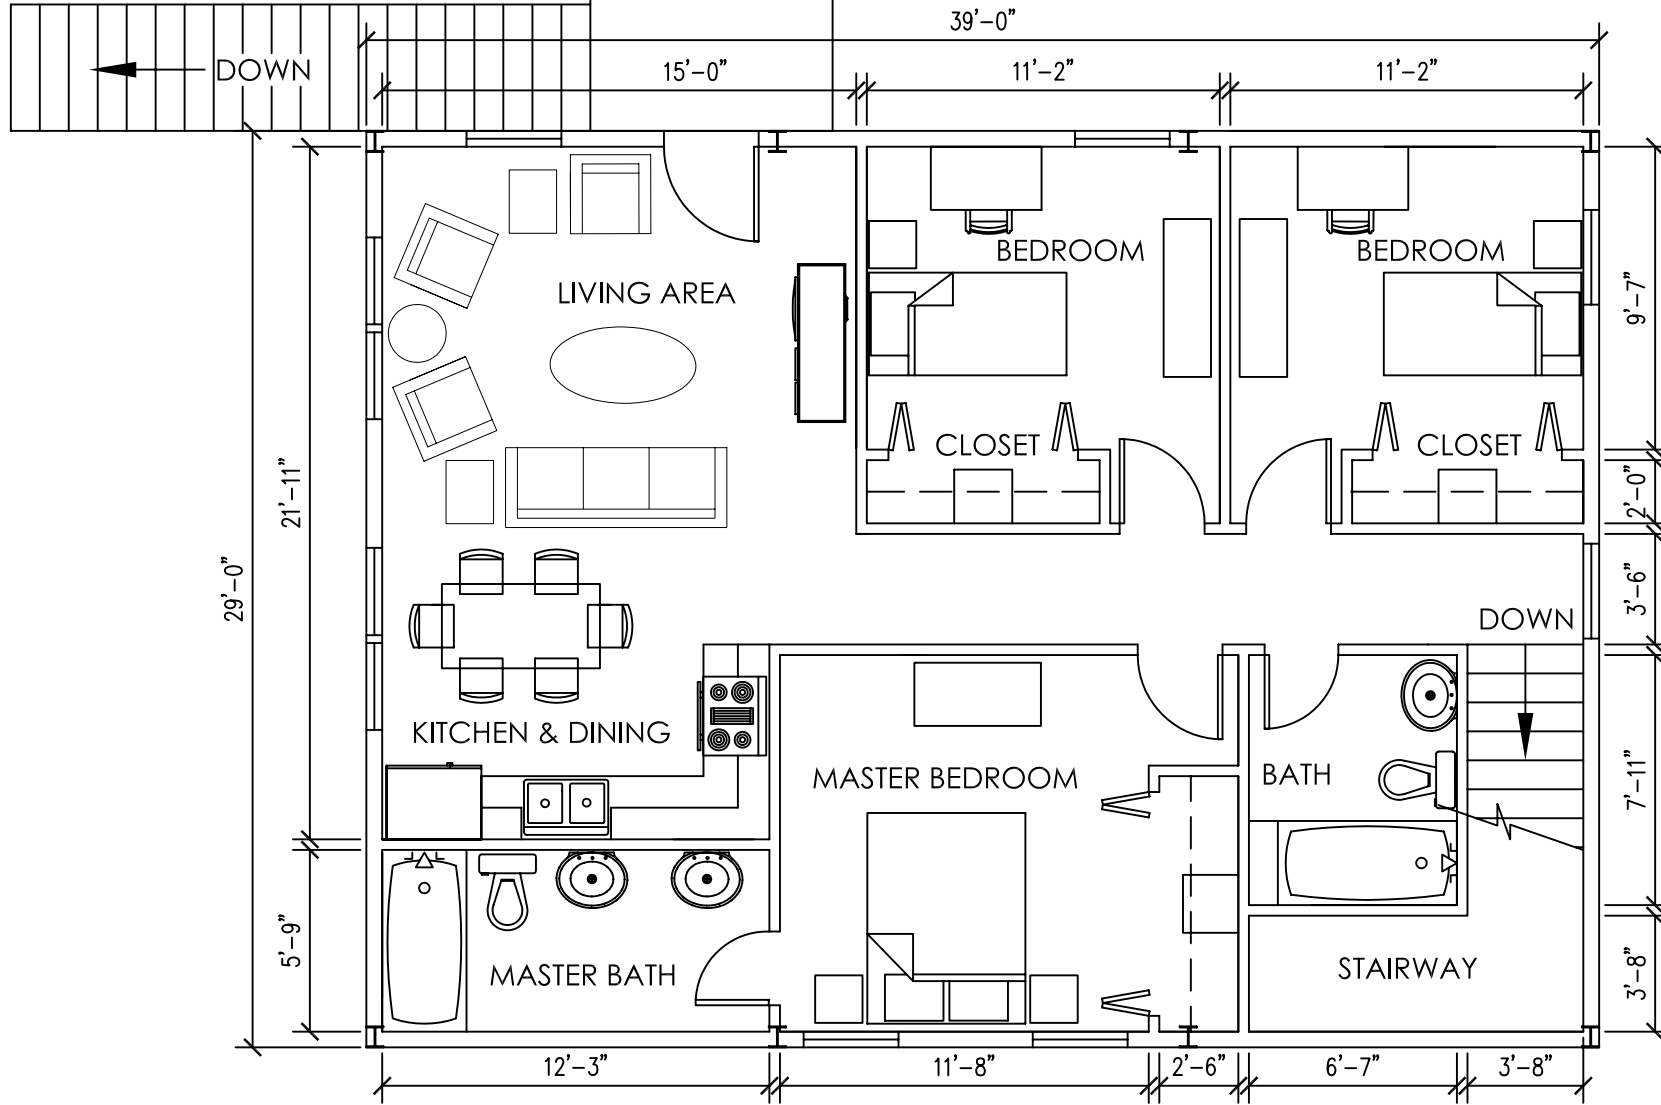 39'-0"
DOWN
15'-0"
11'-2"
11'-2"
BEDROOM
BEDROOM
LIVING AREA
9'-7"
CLOSET
CLOSET
21'-11"
2'-0"
29'-0"
3'-6"
DOWN
KITCHEN & DINING
MASTER BEDROOM
BATH
7'-11"
5'-9"
MASTER BATH
STAIRWAY
3'-8"
12'-3"
11'-8"
2'-6"
6'-7"
3'-8"